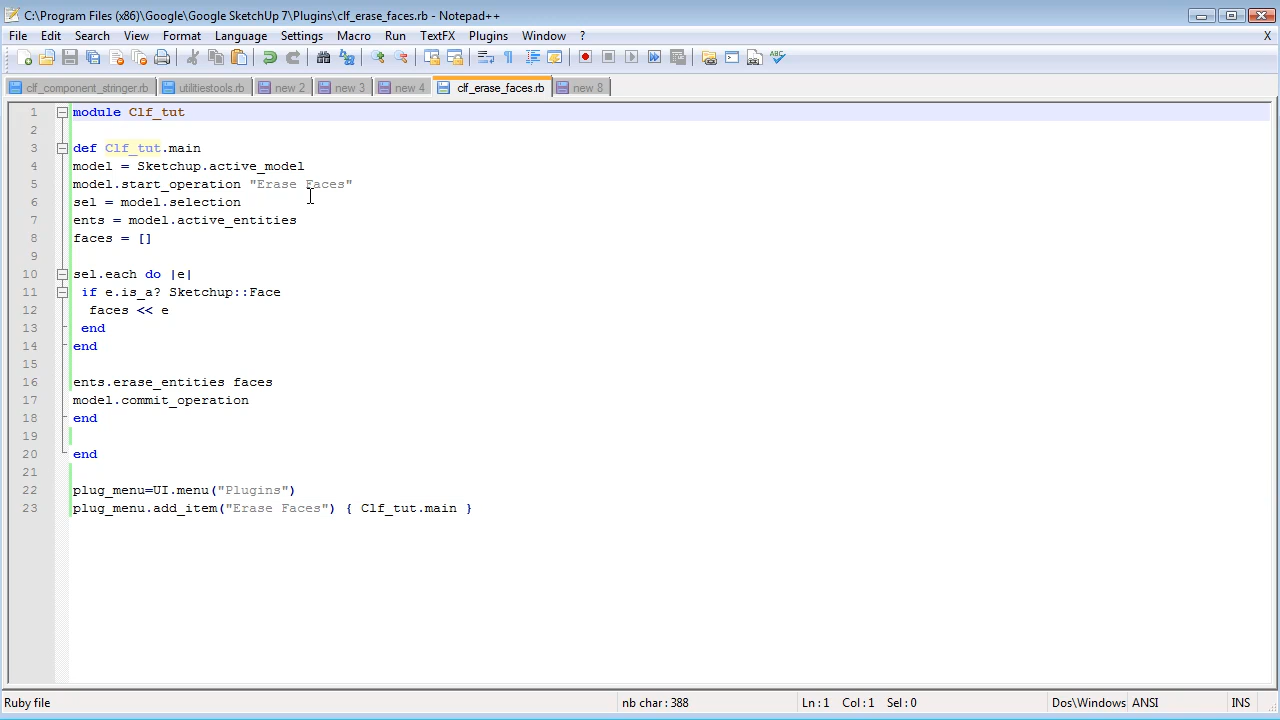 C:\Program Files (x86)\Google\Google SketchUp 7\Plugins\clf_erase_faces.rb - Notepad++
File Edit Search View Format Language Settings Macro Run TextFX Plugins Window ? X
clf_component_stringer.rb utilitiestools.rb new 2 new 3 new 4 clf_erase_faces.rb new 8
1 module Clf_tut
2
3 def Clf_tut.main
4 model = Sketchup.active_model
5 model.start_operation "Erase Faces"
6 sel = model.selection
7 ents = model.active_entities
8 faces = []
9
10 sel.each do |e|
11 if e.is_a? Sketchup::Face
12 faces << e
13 end
14 end
15
16 ents.erase_entities faces
17 model.commit_operation
18 end
19
20 end
21
22 plug_menu=UI.menu("Plugins")
23 plug_menu.add_item("Erase Faces") { Clf_tut.main }
Ruby file nb char : 388 Ln : 1 Col : 1 Sel : 0 Dos\Windows ANSI INS